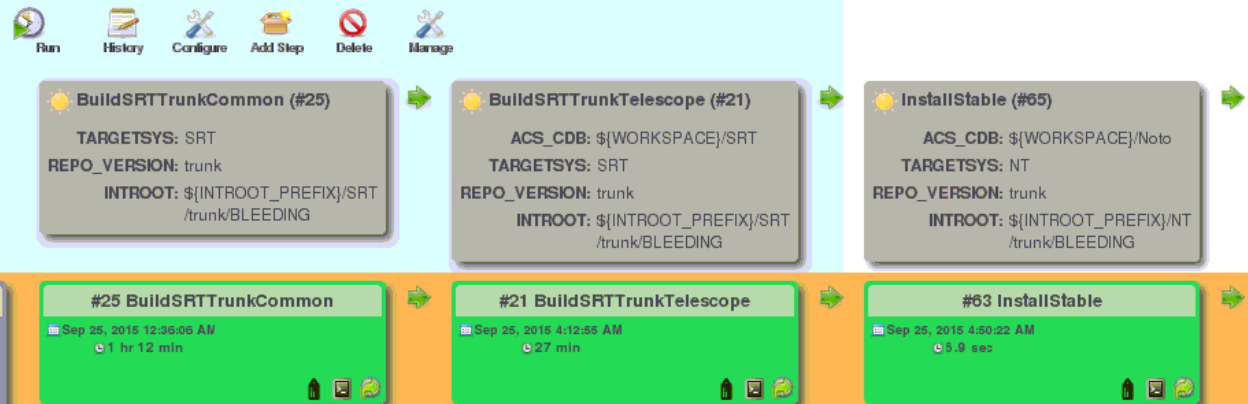 Run History Configure Add Step Delete Manage
BuildSRTTrunkCommon (#25)
TARGETSYS: SRT
REPO_VERSION: trunk
INTROOT: ${INTROOT_PREFIX}/SRT
/trunk/BLEEDING
BuildSRTTrunkTelescope (#21)
ACS_CDB: ${WORKSPACE}/SRT
TARGETSYS: SRT
REPO_VERSION: trunk
INTROOT: ${INTROOT_PREFIX}/SRT
/trunk/BLEEDING
InstallStable (#65)
ACS_CDB: ${WORKSPACE}/Noto
TARGETSYS: NT
REPO_VERSION: trunk
INTROOT: ${INTROOT_PREFIX}/NT
/trunk/BLEEDING
#25 BuildSRTTrunkCommon
Sep 25, 2015 12:36:06 AM
1 hr 12 min
#21 BuildSRTTrunkTelescope
Sep 25, 2015 4:12:55 AM
27 min
#63 InstallStable
Sep 25, 2015 4:50:22 AM
sec